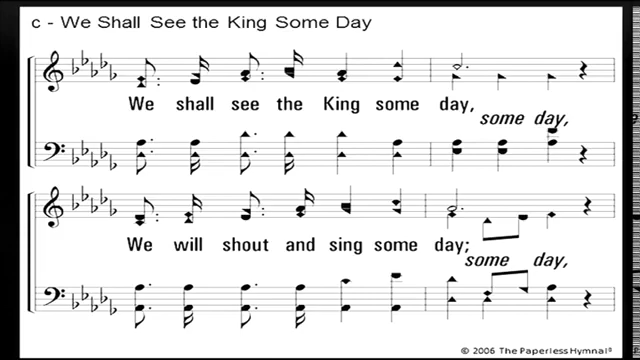 c - We Shall See the King Some Day
We shall see the King some day,
some day,
We will shout and sing some day;
some day,
© 2006 The Paperless Hymnal®